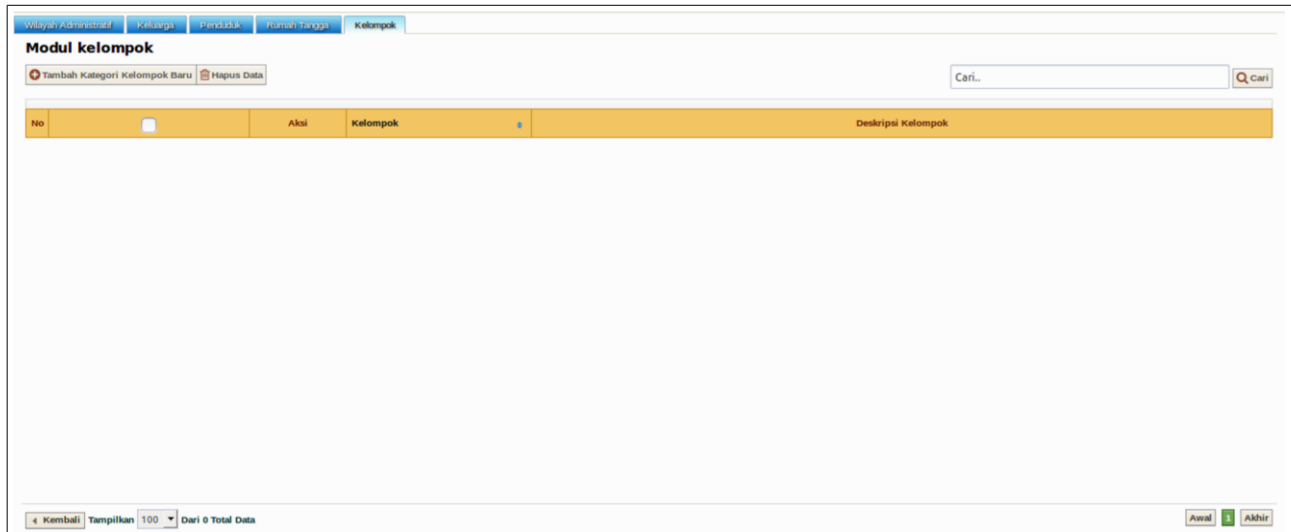 Wilayah Administratif Keluarga Penduduk Rumah Tangga Kelompok
Modul kelompok
Tambah Kategori Kelompok Baru Hapus Data Cari.. Cari
No Aksi Kelompok Deskripsi Kelompok
Kembali Tampilkan 100 Dari 0 Total Data Awal 1 Akhir